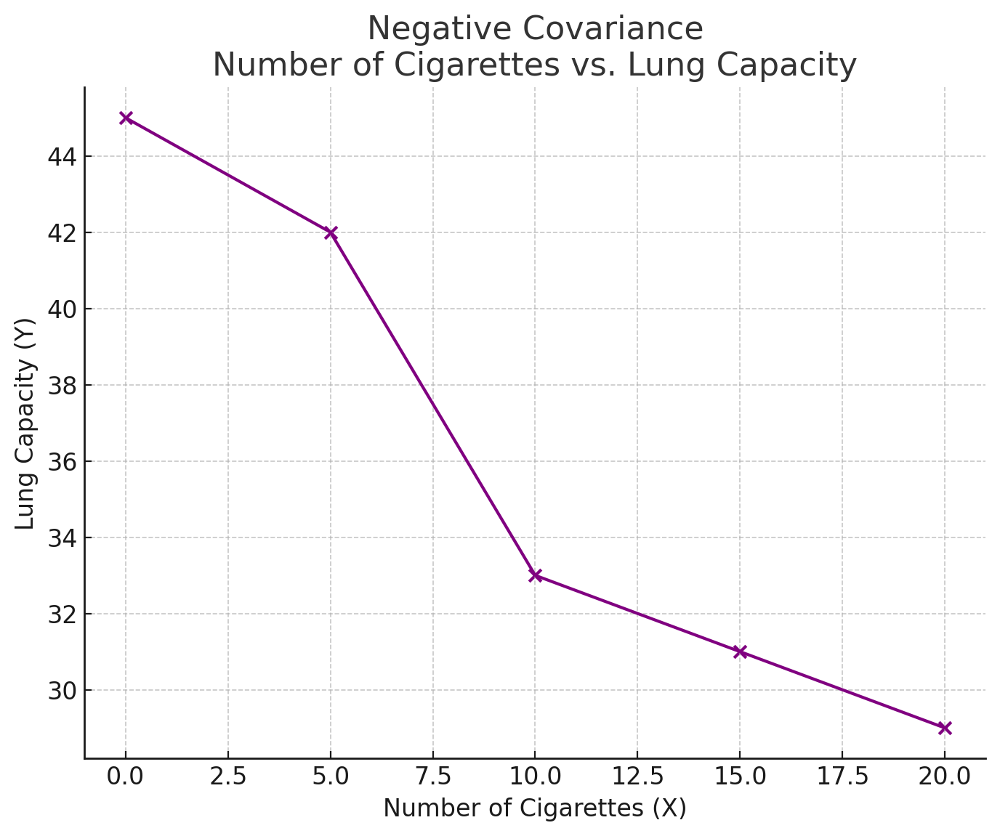 Negative Covariance
Number of Cigarettes vs. Lung Capacity
Lung Capacity (Y)
44
42
40
38
36
34
32
30
0.0 2.5 5.0 7.5 10.0 12.5 15.0 17.5 20.0
Number of Cigarettes (X)